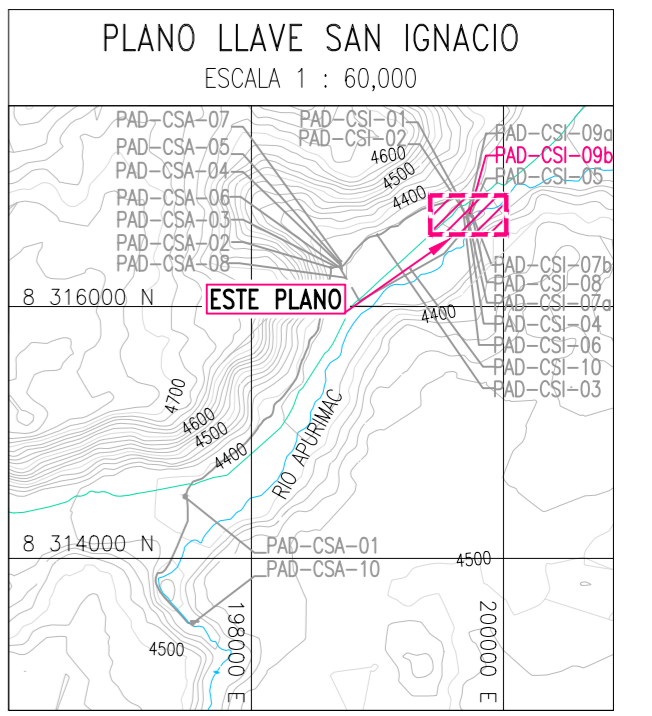 PLANO LLAVE SAN IGNACIO
ESCALA 1 : 60,000
PAD-CSA-07
PAD-CSA-05
PAD-CSA-04
PAD-CSA-06
PAD-CSA-03
PAD-CSA-02
PAD-CSA-08
PAD-CSI-01
PAD-CSI-02
4600
4500
4400
PAD-CSI-09a
PAD-CSI-09b
PAD-CSI-05
8 316000 N
ESTE PLANO
4400
PAD-CSI-07b
PAD-CSI-08
PAD-CSI-07a
PAD-CSI-04
PAD-CSI-06
PAD-CSI-10
PAD-CSI-03
4700
4600
4500
4400
RIO APURIMAC
8 314000 N
PAD-CSA-01
PAD-CSA-10
4500
4500
198000 E
200000 E